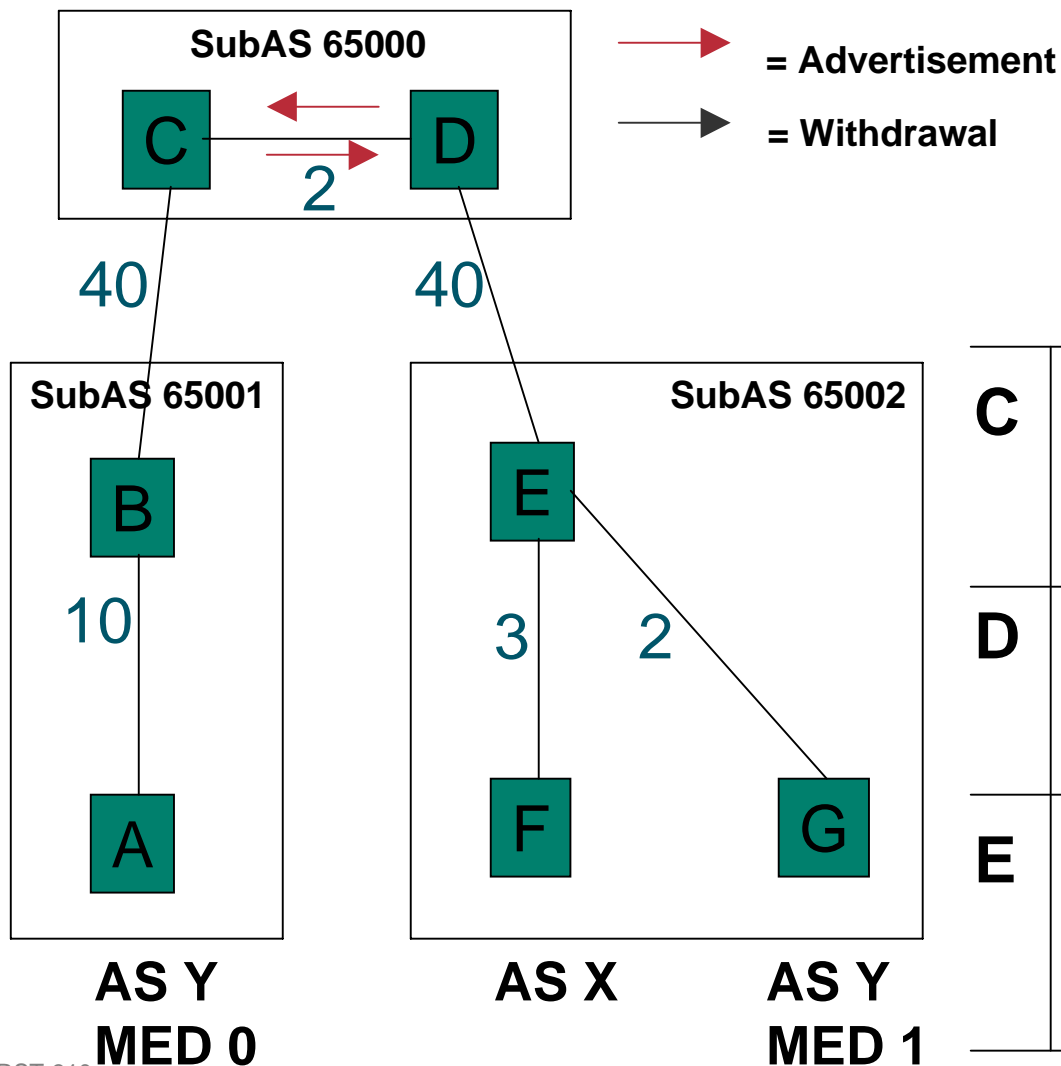 SubAS 65000
= Advertisement
= Withdrawal
C
D
2
40
40
SubAS 65001
SubAS 65002
C
B
E
10
3
2
D
A
F
G
E
AS Y
MED 0
AS X
AS Y
MED 1